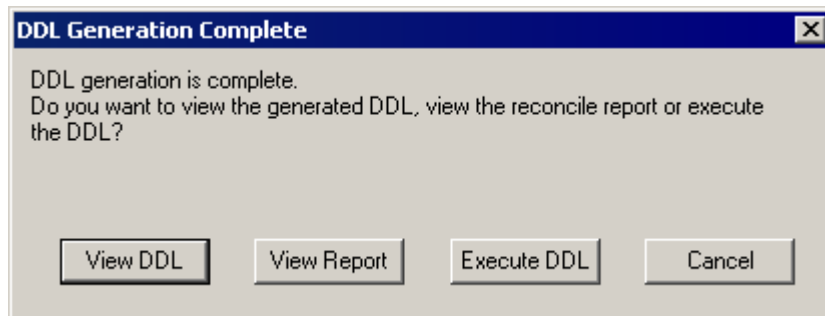 DDL Generation Complete
DDL generation is complete.
Do you want to view the generated DDL, view the reconcile report or execute
the DDL?
View DDL View Report Execute DDL Cancel